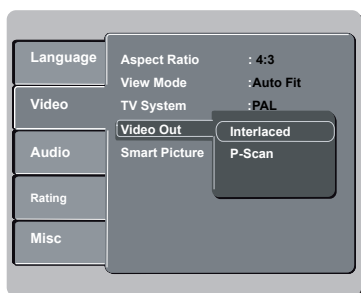 Language
Video
Audio
Rating
Misc
Aspect Ratio : 4:3
View Mode :Auto Fit
TV System :PAL
Video Out
Smart Picture
Interlaced
P-Scan